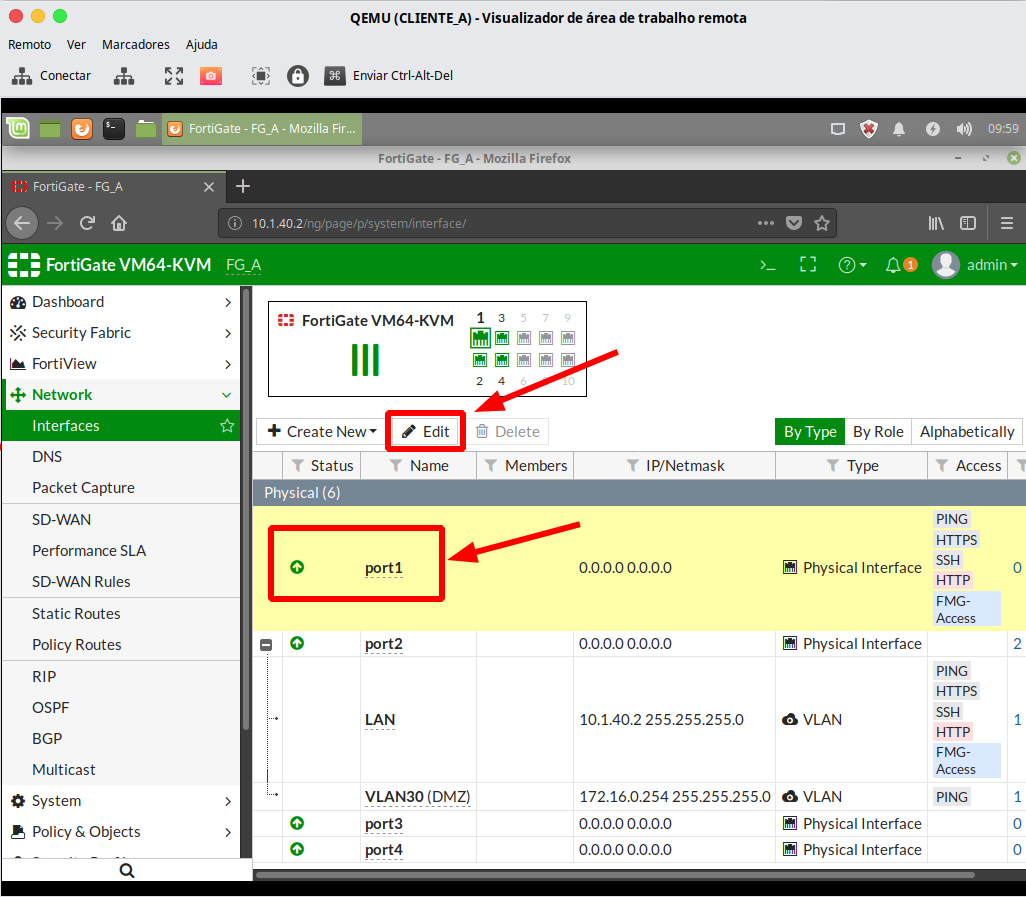 QEMU (CLIENTE_A) - Visualizador de área de trabalho remota
Remoto Ver Marcadores Ajuda
Conectar Enviar Ctrl-Alt-Del
FortiGate - FG_A - Mozilla Fir... 09:59
FortiGate - FG_A - Mozilla Firefox
FortiGate - FG_A
10.1.40.2/ng/page/p/system/interface/
FortiGate VM64-KVM FG_A 1 admin
Dashboard
Security Fabric
FortiView
Network
Interfaces
DNS
Packet Capture
SD-WAN
Performance SLA
SD-WAN Rules
Static Routes
Policy Routes
RIP
OSPF
BGP
Multicast
System
Policy & Objects
FortiGate VM64-KVM
1 3 5 7 9
2 4 6 10
Create New Edit Delete By Type By Role Alphabetically
Status Name Members IP/Netmask Type Access
Physical (6)
port1 0.0.0.0 0.0.0.0 Physical Interface PING 0
HTTPS
SSH
HTTP
FMG-
Access
port2 0.0.0.0 0.0.0.0 Physical Interface 2
LAN 10.1.40.2 255.255.255.0 VLAN PING 1
HTTPS
SSH
HTTP
FMG-
Access
VLAN30 (DMZ) 172.16.0.254 255.255.255.0 VLAN PING 1
port3 0.0.0.0 0.0.0.0 Physical Interface 0
port4 0.0.0.0 0.0.0.0 Physical Interface 0